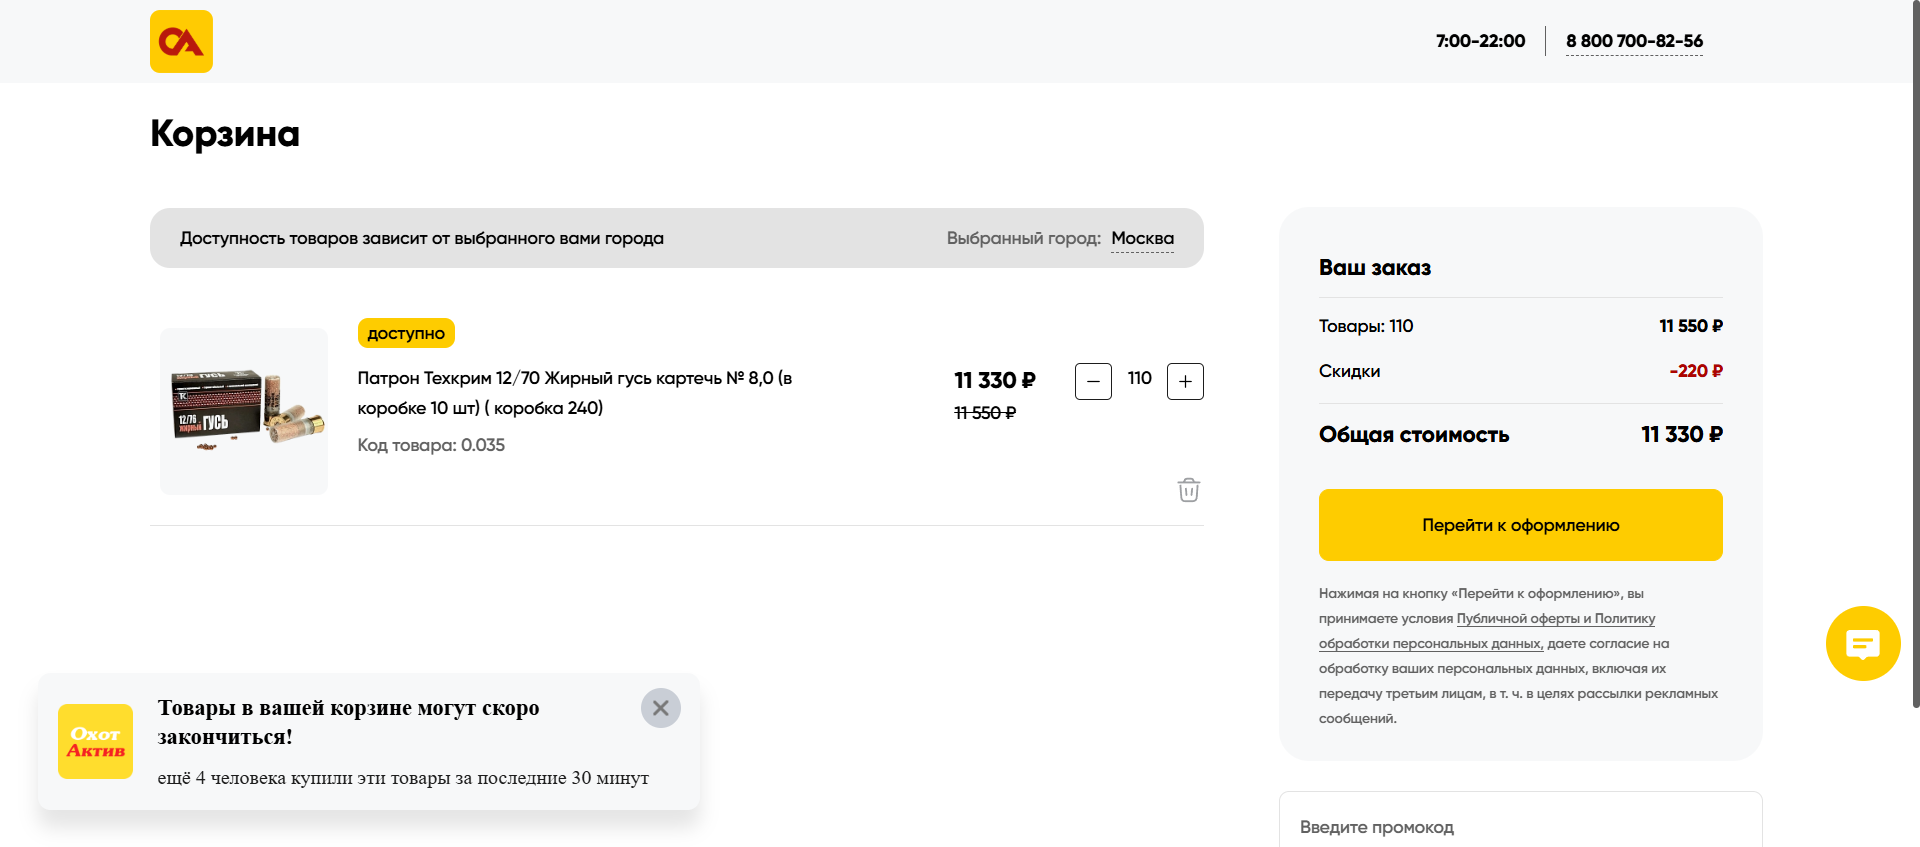 СА
7:00-22:00
8 800 700-82-56
Корзина
Доступность товаров зависит от выбранного вами города
Выбранный город: Москва
доступно
Патрон Техкрим 12/70 Жирный гусь картечь № 8,0 (в
коробке 10 шт) ( коробка 240)
Код товара: 0.035
12/76
жирный ГУСЬ
11 330 ₽
11 550 ₽
110
Ваш заказ
Товары: 110
11 550 ₽
Скидки
-220 ₽
Общая стоимость
11 330 ₽
Перейти к оформлению
Нажимая на кнопку «Перейти к оформлению», вы
принимаете условия Публичной оферты и Политику
обработки персональных данных, даете согласие на
обработку ваших персональных данных, включая их
передачу третьим лицам, в т. ч. в целях рассылки рекламных
сообщений.
Введите промокод
Охот
Актив
Товары в вашей корзине могут скоро
закончиться!
ещё 4 человека купили эти товары за последние 30 минут